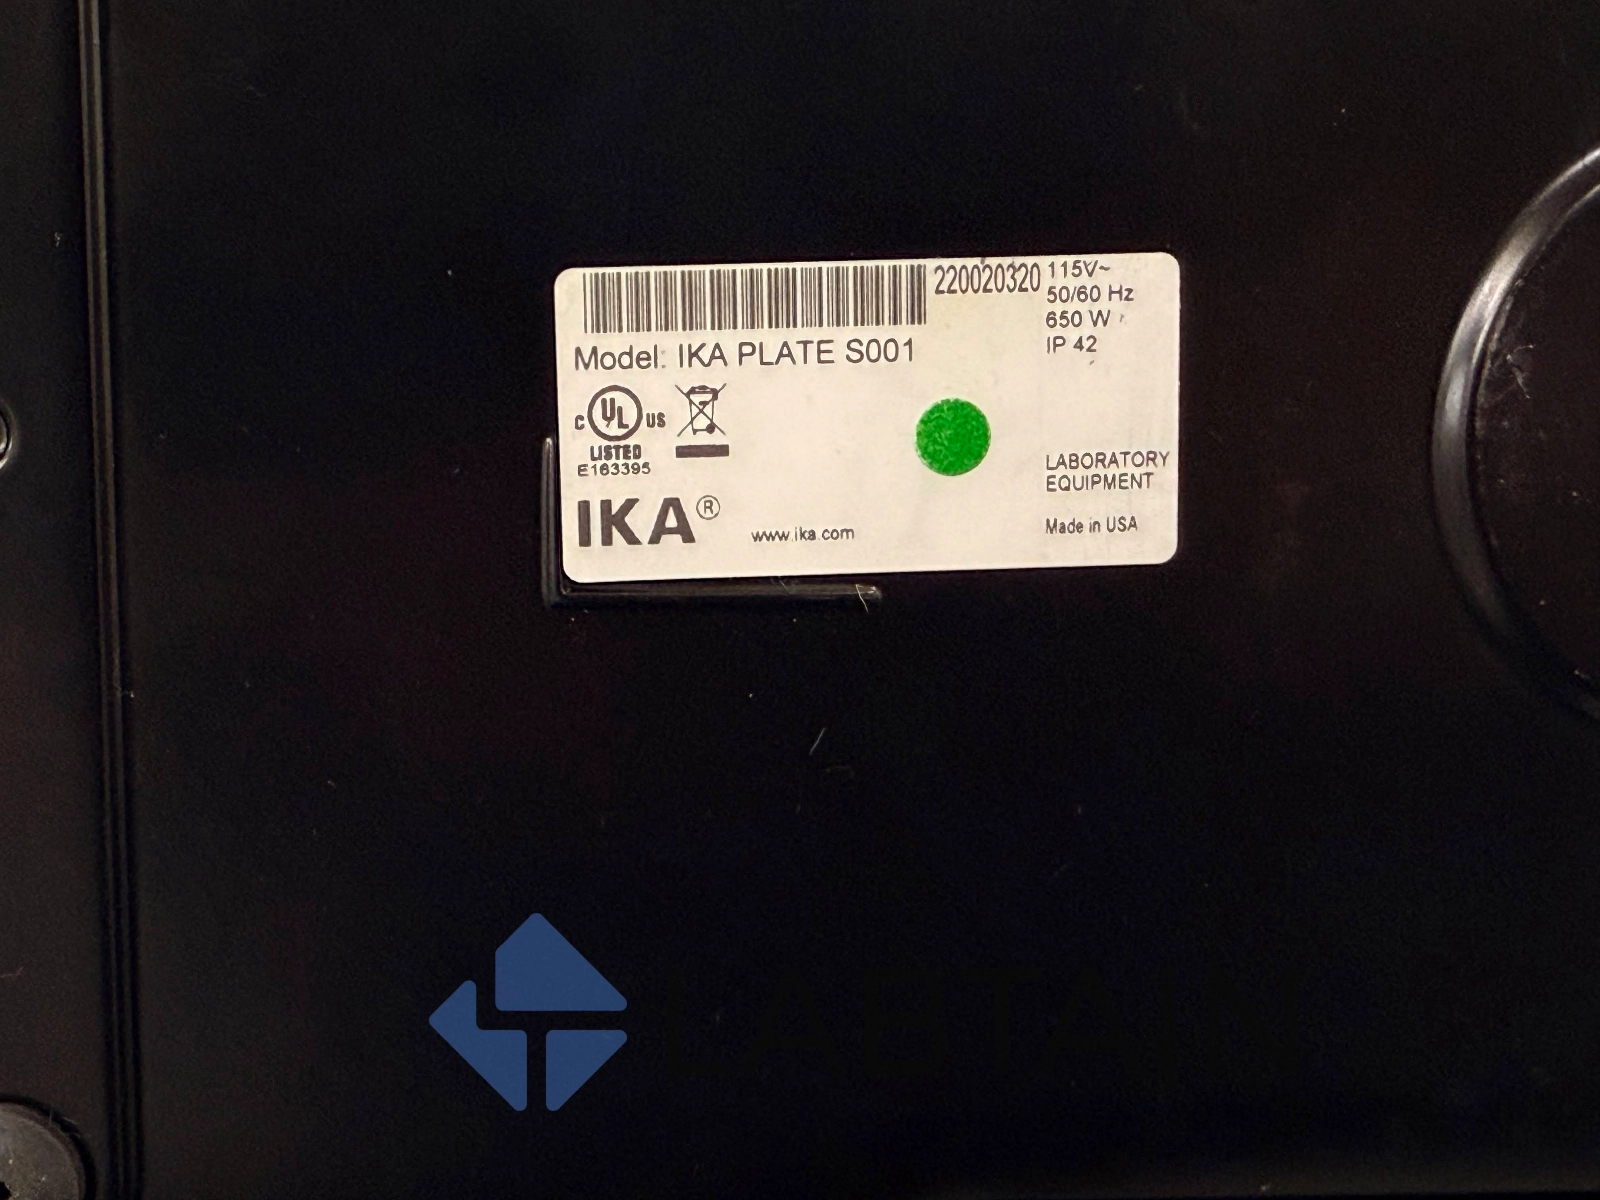 220020320
115V~
50/60 Hz
650 W
IP 42
Model: IKA PLATE S001
C UL US
LISTED
E163395
LABORATORY
EQUIPMENT
IKA®
www.ika.com
Made in USA